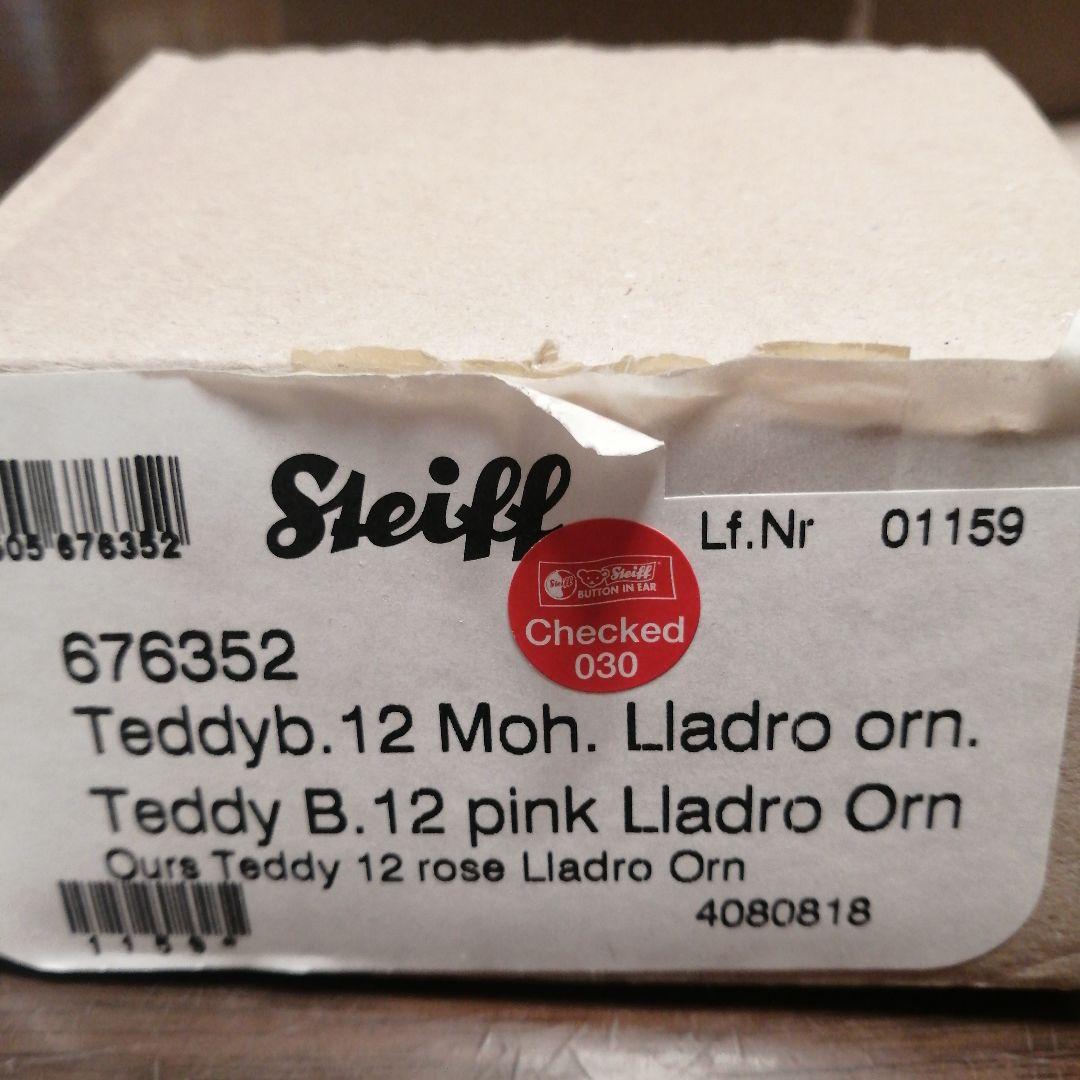 676352
Steiff
Lf.Nr 01159
Steiff Steiff
BUTTON IN EAR
Checked
030
676352
Teddyb.12 Moh. Lladro orn.
Teddy B.12 pink Lladro Orn
Ours Teddy 12 rose Lladro Orn
4080818